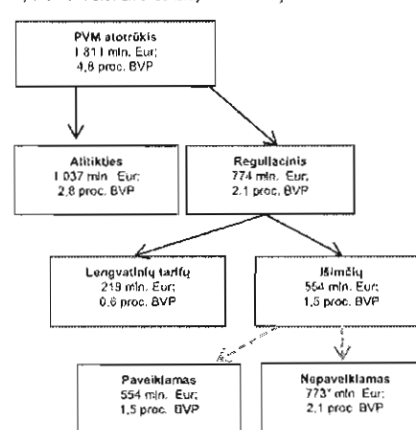 PVM atotrūkis
1 811 mln. Eur;
4,8 proc. BVP
Atitikties
1 037 mln. Eur;
2,8 proc. BVP
Reguliacinis
774 mln. Eur;
2,1 proc. BVP
Lengvatinių tarifų
219 mln. Eur;
0,6 proc. BVP
Išimčių
554 mln. Eur;
1,5 proc. BVP
Paveikiamas
554 mln. Eur;
1,5 proc. BVP
Nepaveikiamas
773* mln. Eur
2,1 proc. BVP